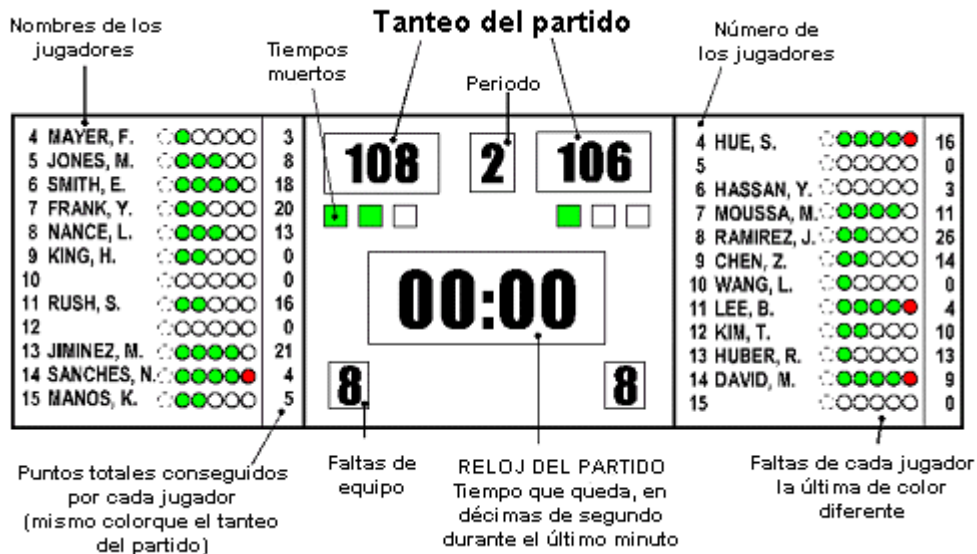 Nombres de los
jugadores
Tiempos
muertos
Tanteo del partido
Periodo
Número de
los jugadores
4 MAYER, F. 3
5 JONES, M. 8
6 SMITH, E. 18
7 FRANK, Y. 20
8 NANCE, L. 13
9 KING, H. 0
10 0
11 RUSH, S. 16
12 0
13 JIMINEZ, M. 21
14 SANCHES, N. 4
15 MANOS, K. 5
108 2 106
00:00
8 8
4 HUE, S. 16
5 0
6 HASSAN, Y. 3
7 MOUSSA, M. 11
8 RAMIREZ, J. 26
9 CHEN, Z. 14
10 WANG, L. 0
11 LEE, B. 4
12 KIM, T. 10
13 HUBER, R. 13
14 DAVID, M. 9
15 0
Puntos totales conseguidos
por cada jugador
(mismo colorque el tanteo
del partido)
Faltas de
equipo
RELOJ DEL PARTIDO
Tiempo que queda, en
décimas de segundo
durante el último minuto
Faltas de cada jugador
la última de color
diferente